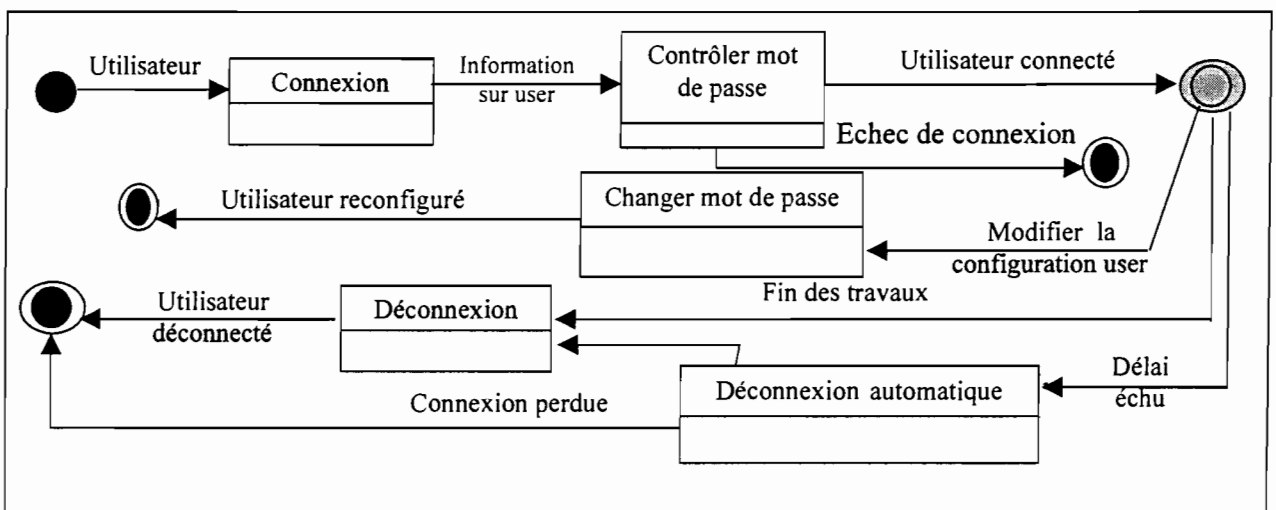 Utilisateur
Connexion
Information
sur user
Contrôler mot
de passe
Utilisateur connecté
Echec de connexion
Utilisateur reconfiguré
Changer mot de passe
Modifier la
configuration user
Fin des travaux
Utilisateur
déconnecté
Déconnexion
Délai
échu
Déconnexion automatique
Connexion perdue